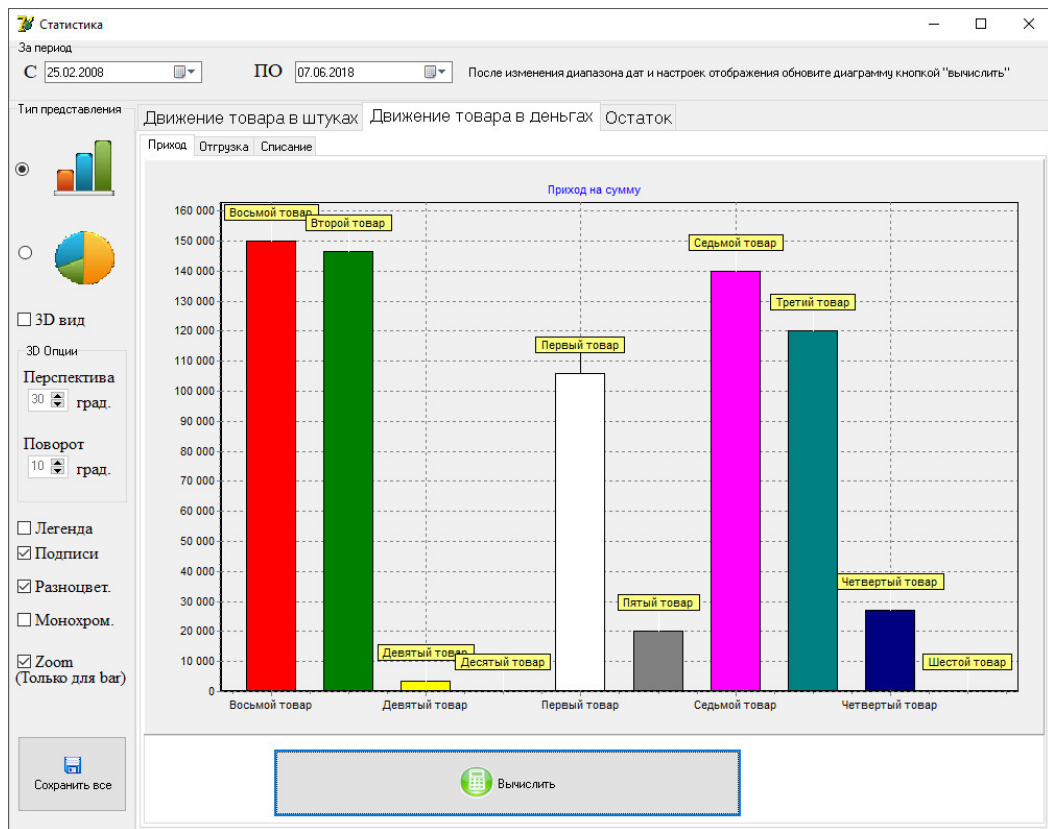 Статистика
За период
С 25.02.2008 ПО 07.06.2018 После изменения диапазона дат и настроек отображения обновите диаграмму кнопкой "вычислить"
Тип представления
Движение товара в штуках Движение товара в деньгах Остаток
Приход Отгрузка Списание
Приход на сумму
160 000
150 000
140 000
130 000
120 000
110 000
100 000
90 000
80 000
70 000
60 000
50 000
40 000
30 000
20 000
10 000
0
Восьмой товар
Второй товар
Девятый товар
Десятый товар
Первый товар
Пятый товар
Седьмой товар
Третий товар
Четвертый товар
Шестой товар
Восьмой товар Девятый товар Первый товар Седьмой товар Четвертый товар
3D вид
3D Опции
Перспектива
30 град.
Поворот
10 град.
Легенда
Подписи
Разноцвет.
Монохром.
Zoom
(Только для bar)
Сохранить все
Вычислить